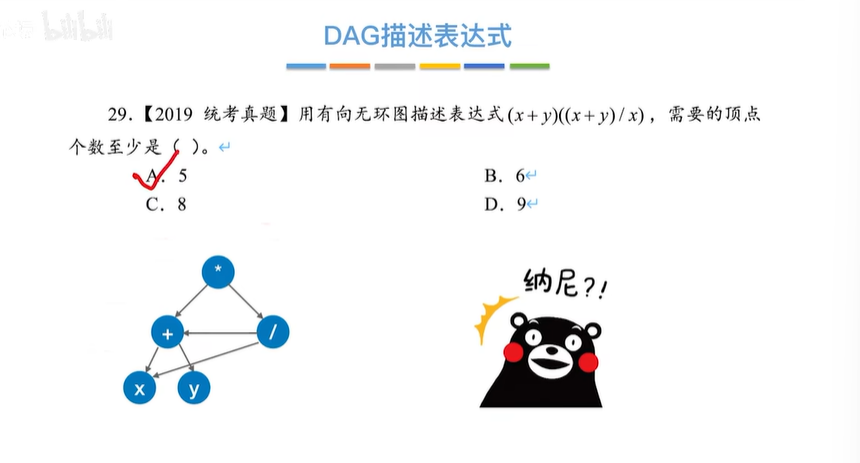 bilibili
DAG描述表达式
29.【2019 统考真题】用有向无环图描述表达式(x+y)((x+y)/x)，需要的顶点
个数至少是（ ）。↵
A. 5
B. 6↵
C. 8
D. 9↵
*
+
/
x
y
纳尼?!